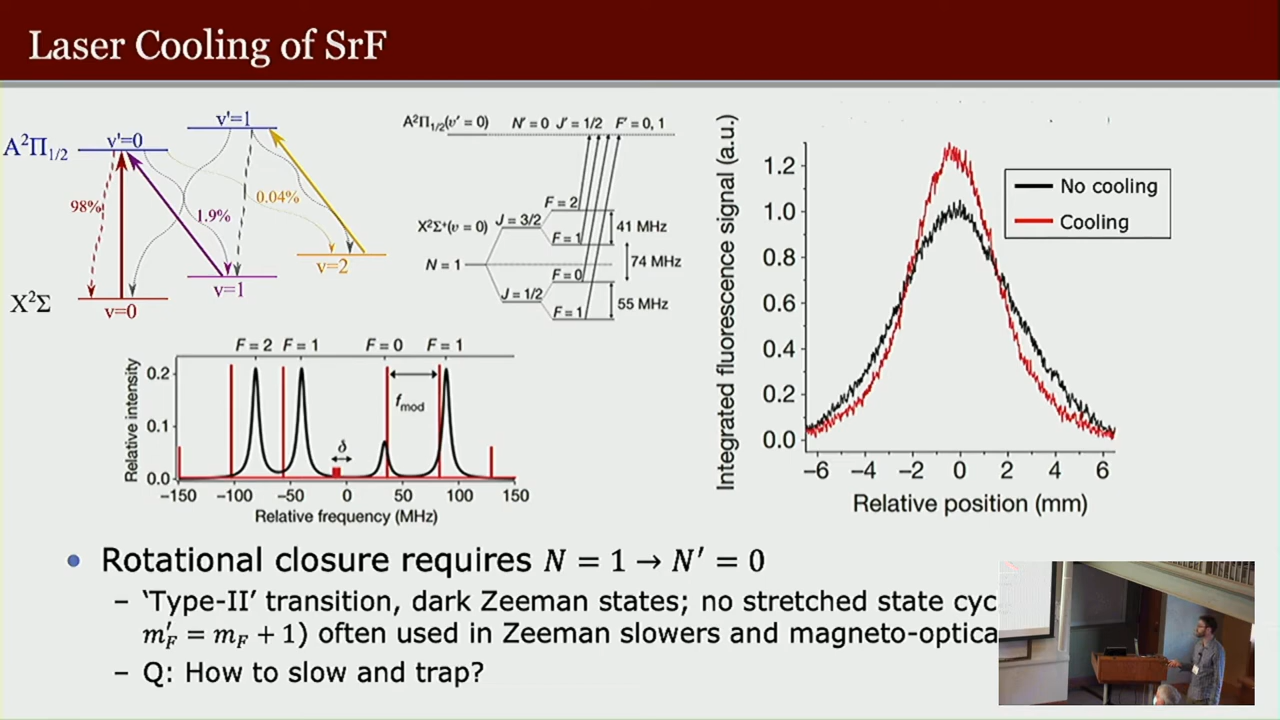 Laser Cooling of SrF
A²Π1/2
v'=0
v'=1
98%
1.9%
0.04%
v=2
v=1
X²Σ
v=0
A²Π1/2(v' = 0) N' = 0 J' = 1/2 F' = 0, 1
F = 2
J = 3/2
X²Σ⁺(v = 0)
F = 1
41 MHz
N = 1
74 MHz
F = 0
J = 1/2
55 MHz
F = 1
F = 2 F = 1 F = 0 F = 1
Relative intensity
0.2
0.1
0.0
fmod
δ
−150 −100 −50 0 50 100 150
Relative frequency (MHz)
Integrated fluorescence signal (a.u.)
1.2
1.0
0.8
0.6
0.4
0.2
0.0
No cooling
Cooling
−6 −4 −2 0 2 4 6
Relative position (mm)
• Rotational closure requires N = 1 → N′ = 0
– ‘Type-II’ transition, dark Zeeman states; no stretched state cyc
m′F = mF + 1) often used in Zeeman slowers and magneto-optica
– Q: How to slow and trap?